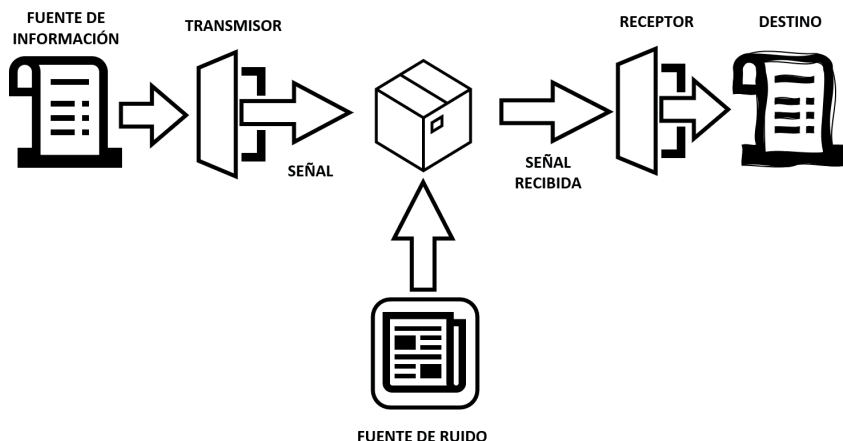 FUENTE DE
INFORMACIÓN
TRANSMISOR
SEÑAL
SEÑAL
RECIBIDA
RECEPTOR
DESTINO
FUENTE DE RUIDO